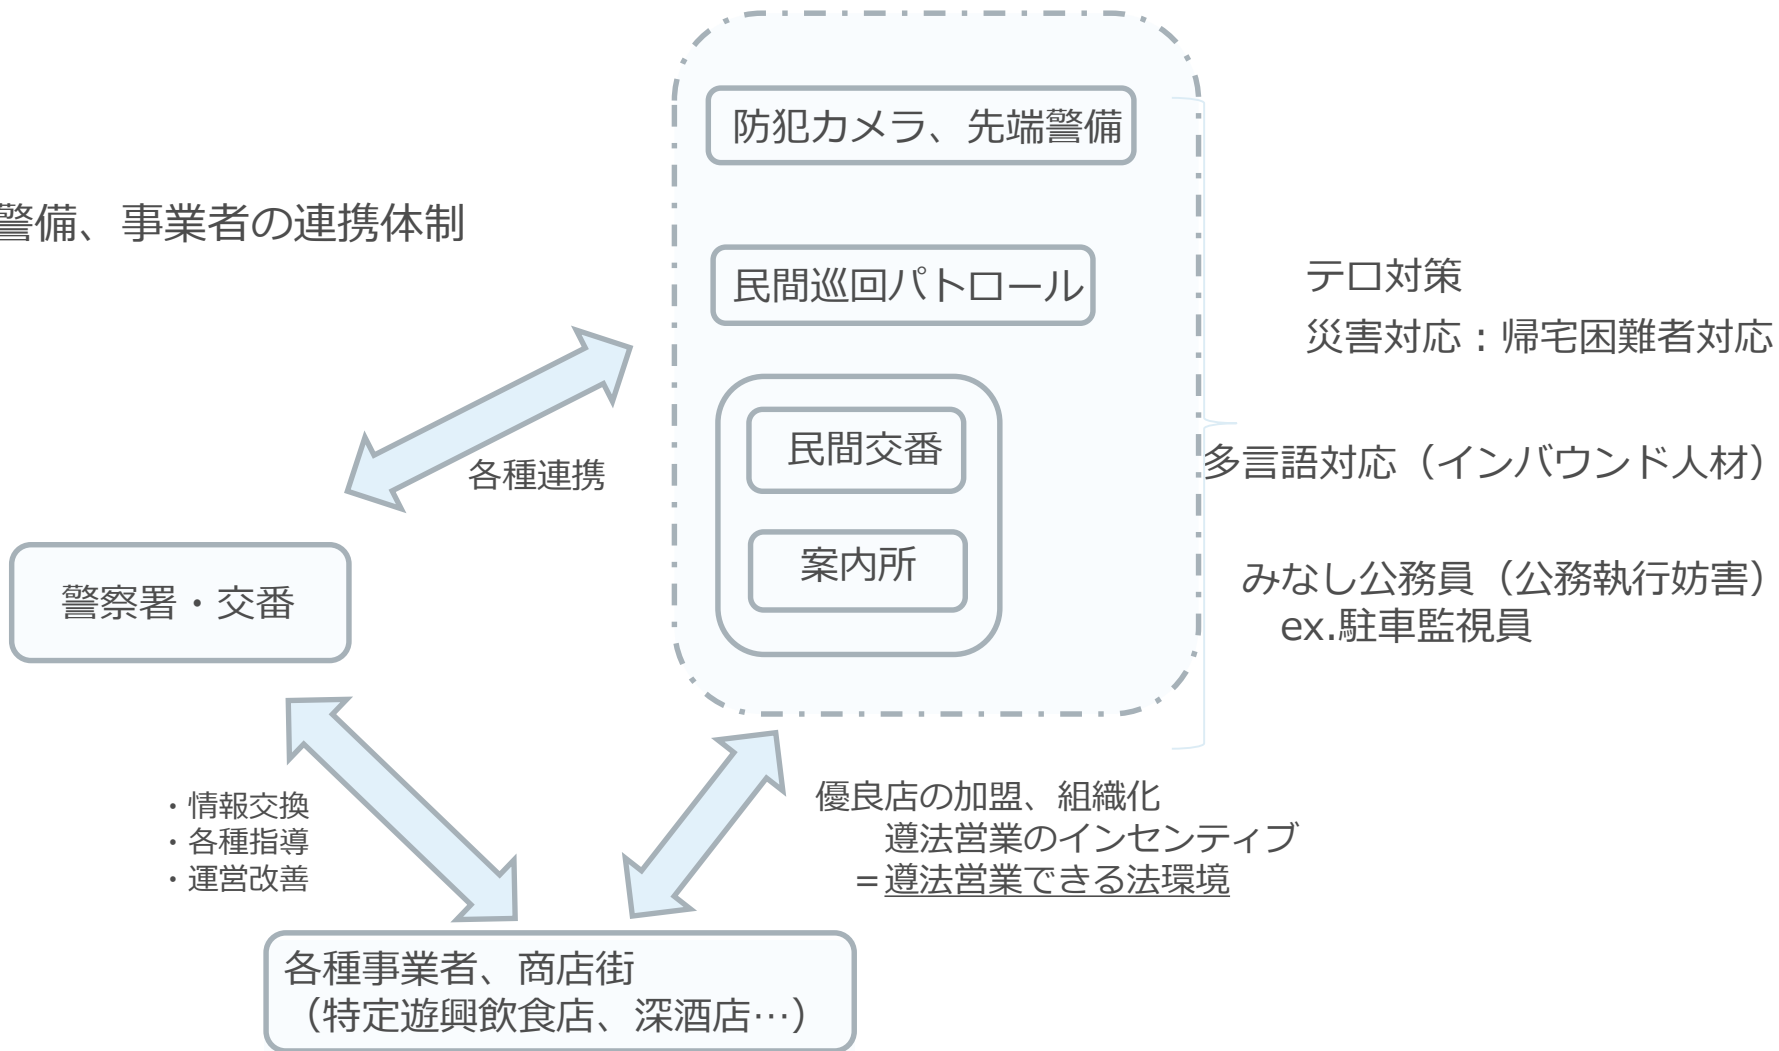 警備、事業者の連携体制
防犯カメラ、先端警備
民間巡回パトロール
民間交番
案内所
テロ対策
災害対応：帰宅困難者対応
多言語対応（インバウンド人材）
みなし公務員（公務執行妨害）
ex.駐車監視員
各種連携
警察署・交番
・情報交換
・各種指導
・運営改善
優良店の加盟、組織化
遵法営業のインセンティブ
＝遵法営業できる法環境
各種事業者、商店街
（特定遊興飲食店、深酒店…）